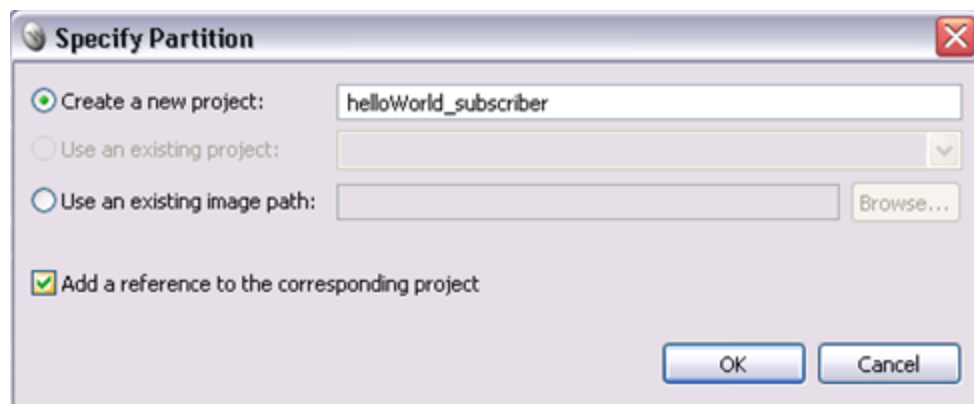 Specify Partition
Create a new project: helloWorld_subscriber
Use an existing project:
Use an existing image path: Browse...
Add a reference to the corresponding project
OK Cancel